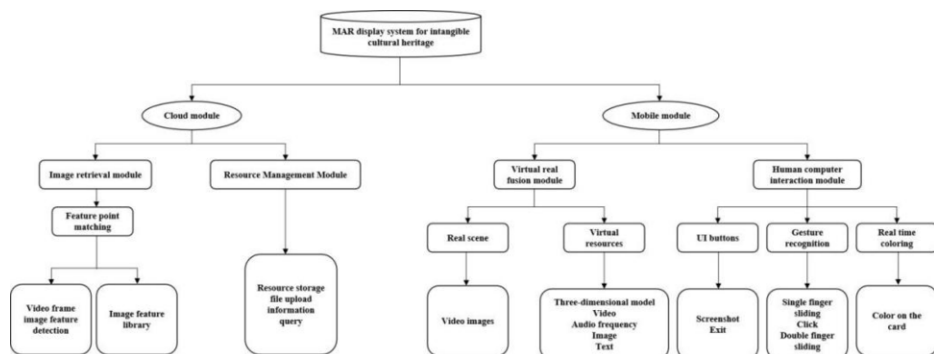 MAR display system for intangible
cultural heritage
Cloud module
Mobile module
Image retrieval module
Resource Management Module
Virtual real
fusion module
Human computer
interaction module
Feature point
matching
Real scene
Virtual
resources
UI buttons
Gesture
recognition
Real time
coloring
Video frame
image feature
detection
Image feature
library
Resource storage
file upload
information
query
Video images
Three-dimensional model
Video
Audio frequency
Image
Text
Screenshot
Exit
Single finger
sliding
Click
Double finger
sliding
Color on the
card